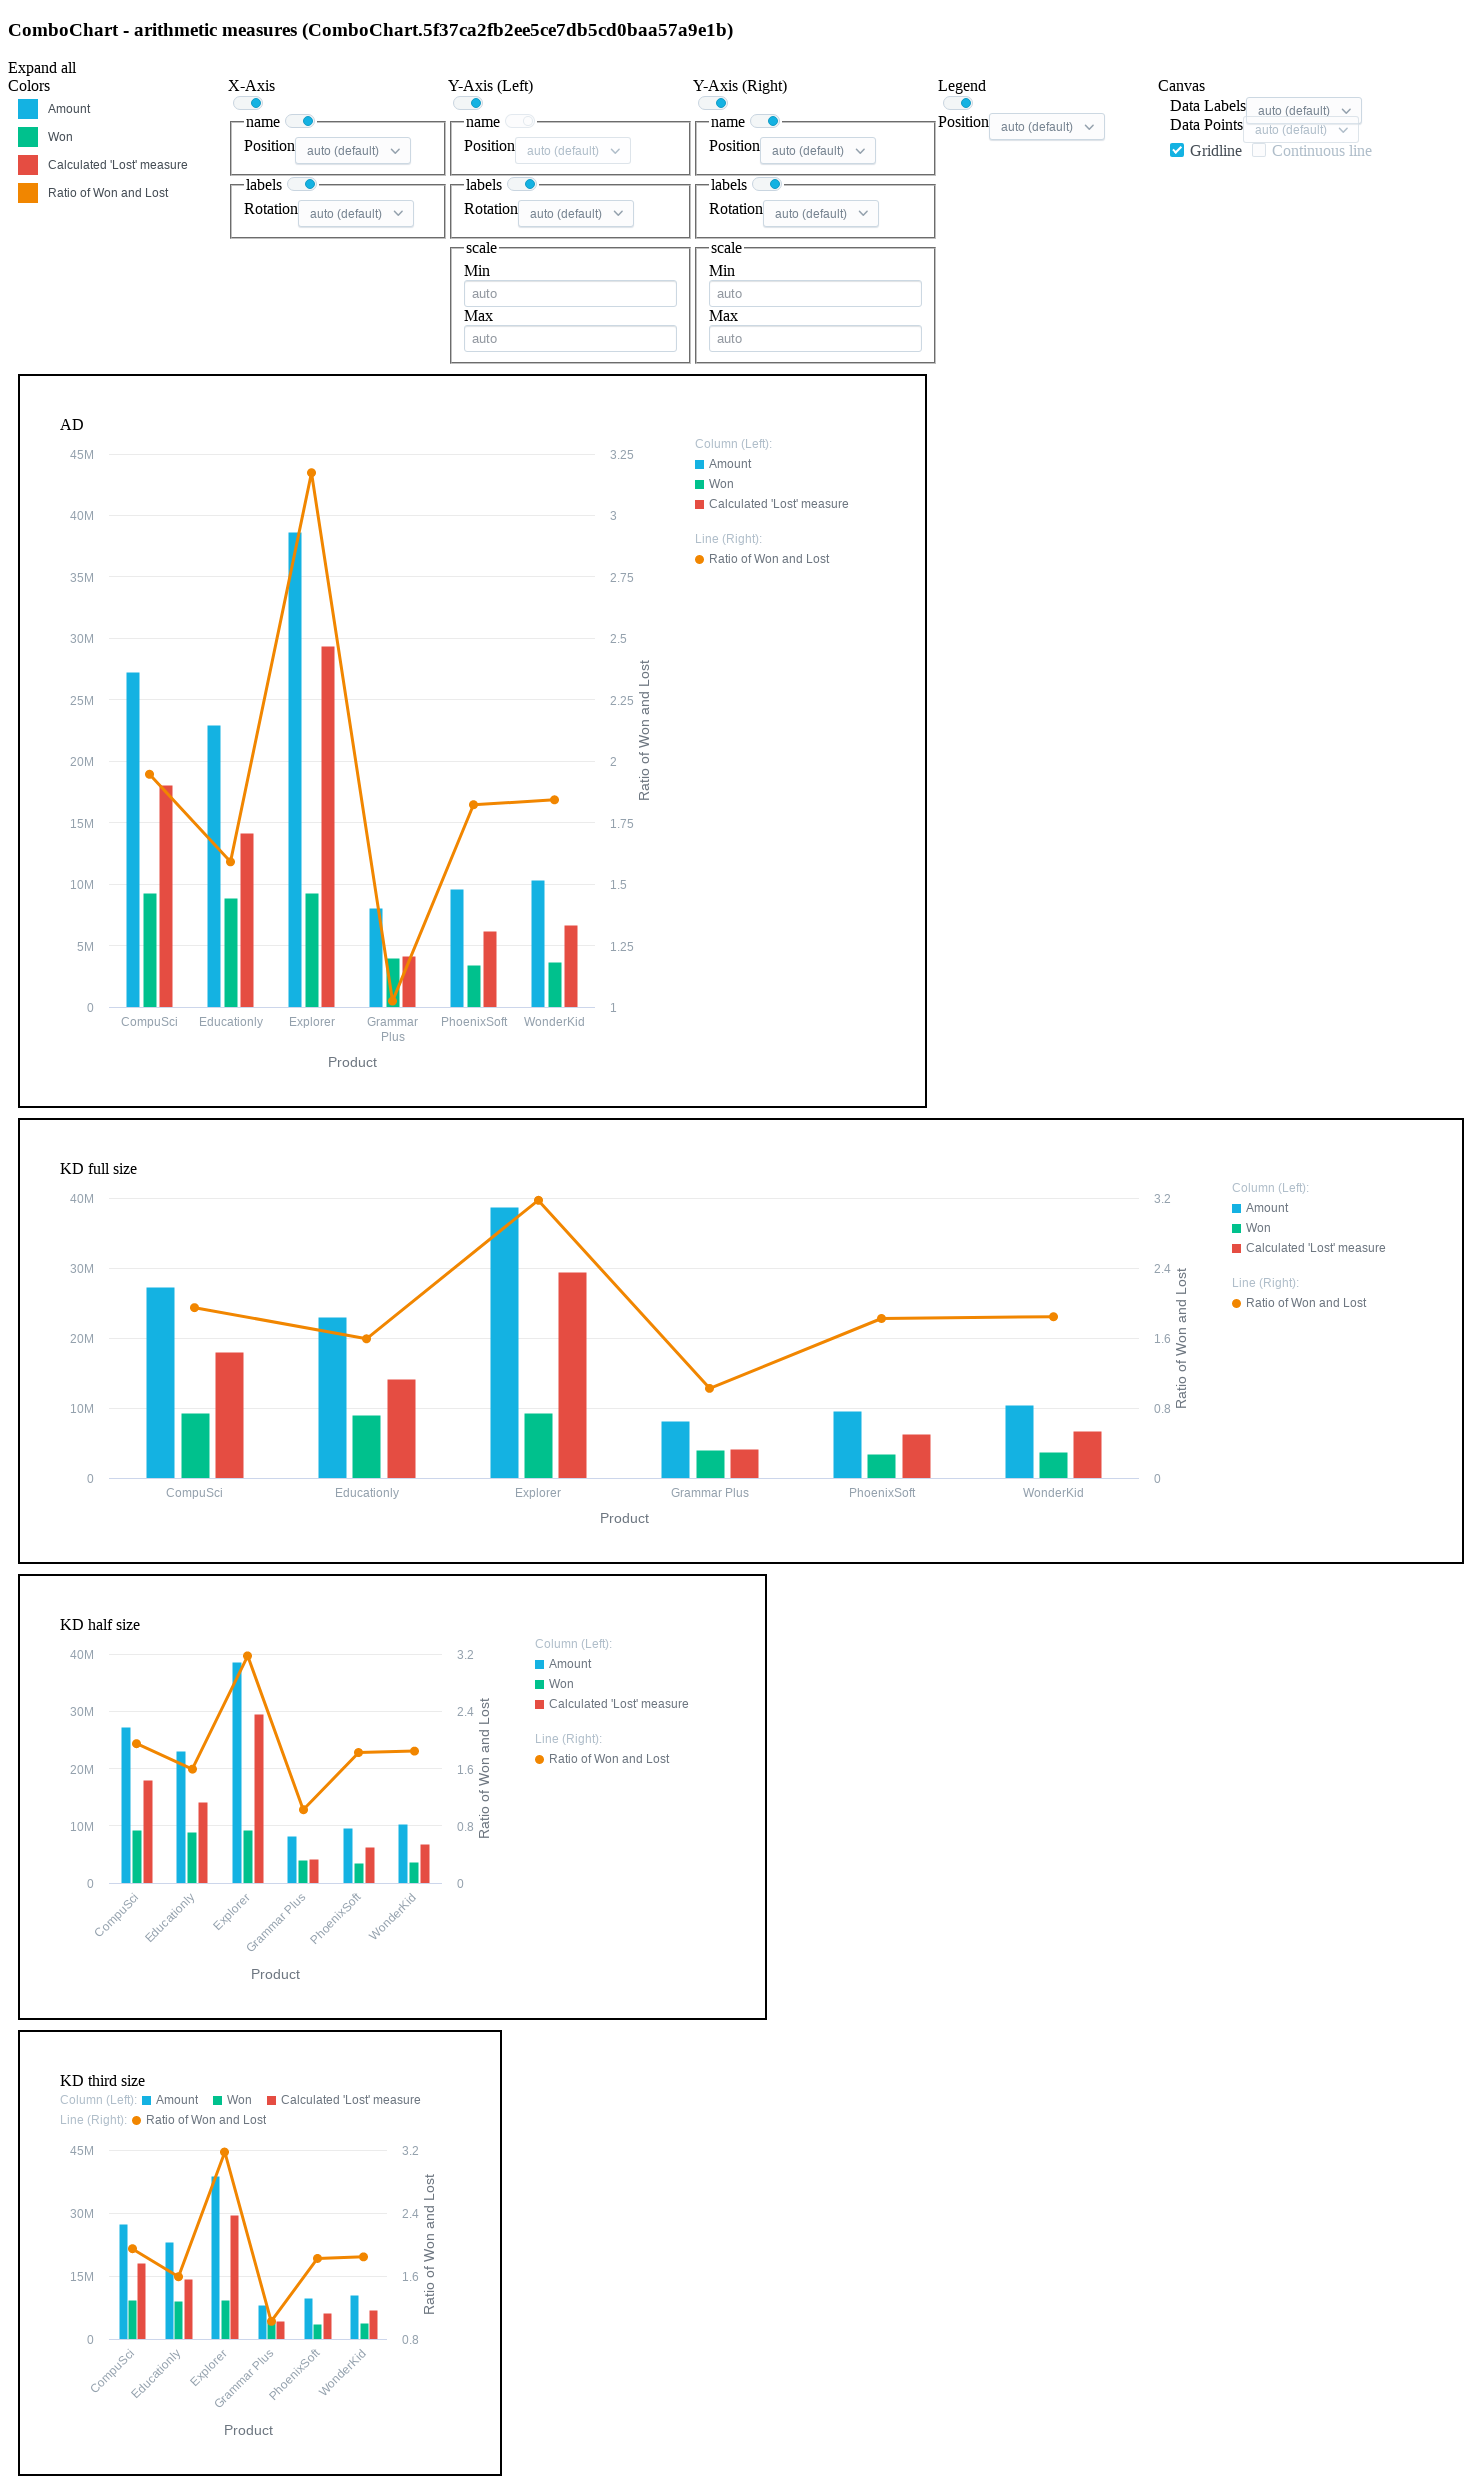 ComboChart - arithmetic measures (ComboChart.5f37ca2fb2ee5ce7db5cd0baa57a9e1b)
Expand all
Colors
Amount
Won
Calculated 'Lost' measure
Ratio of Won and Lost
X-Axis
name
Position auto (default)
labels
Rotation auto (default)
Y-Axis (Left)
name
Position auto (default)
labels
Rotation auto (default)
scale
Min
auto
Max
auto
Y-Axis (Right)
name
Position auto (default)
labels
Rotation auto (default)
scale
Min
auto
Max
auto
Legend
Position auto (default)
Canvas
Data Labels auto (default)
Data Points auto (default)
Gridline Continuous line
AD
45M
40M
35M
30M
25M
20M
15M
10M
5M
0
3.25
3
2.75
2.5
2.25
2
1.75
1.5
1.25
1
Ratio of Won and Lost
CompuSci Educationly Explorer Grammar Plus PhoenixSoft WonderKid
Product
Column (Left):
Amount
Won
Calculated 'Lost' measure
Line (Right):
Ratio of Won and Lost
KD full size
40M
30M
20M
10M
0
3.2
2.4
1.6
0.8
0
Ratio of Won and Lost
CompuSci Educationly Explorer Grammar Plus PhoenixSoft WonderKid
Product
Column (Left):
Amount
Won
Calculated 'Lost' measure
Line (Right):
Ratio of Won and Lost
KD half size
40M
30M
20M
10M
0
3.2
2.4
1.6
0.8
0
Ratio of Won and Lost
CompuSci Educationly Explorer Grammar Plus PhoenixSoft WonderKid
Product
Column (Left):
Amount
Won
Calculated 'Lost' measure
Line (Right):
Ratio of Won and Lost
KD third size
Column (Left): Amount Won Calculated 'Lost' measure
Line (Right): Ratio of Won and Lost
45M
30M
15M
0
3.2
2.4
1.6
0.8
Ratio of Won and Lost
CompuSci Educationly Explorer Grammar Plus PhoenixSoft WonderKid
Product